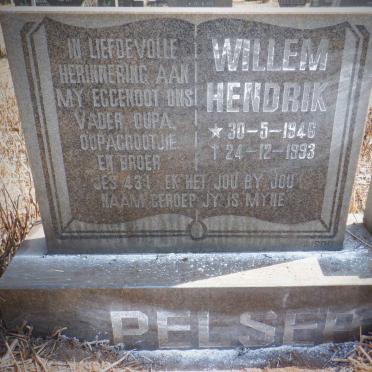 IN LIEFDEVOLLE
HERINNERING AAN
MY EGGENOOT ONS
VADER, OUPA,
OUPAGROOTJIE
EN BROER
WILLEM
HENDRIK
★ 30-5-1946
† 24-12-1993
JES 43:1 EK HET JOU BY JOU
NAAM GEROEP JY IS MYNE
PELSER